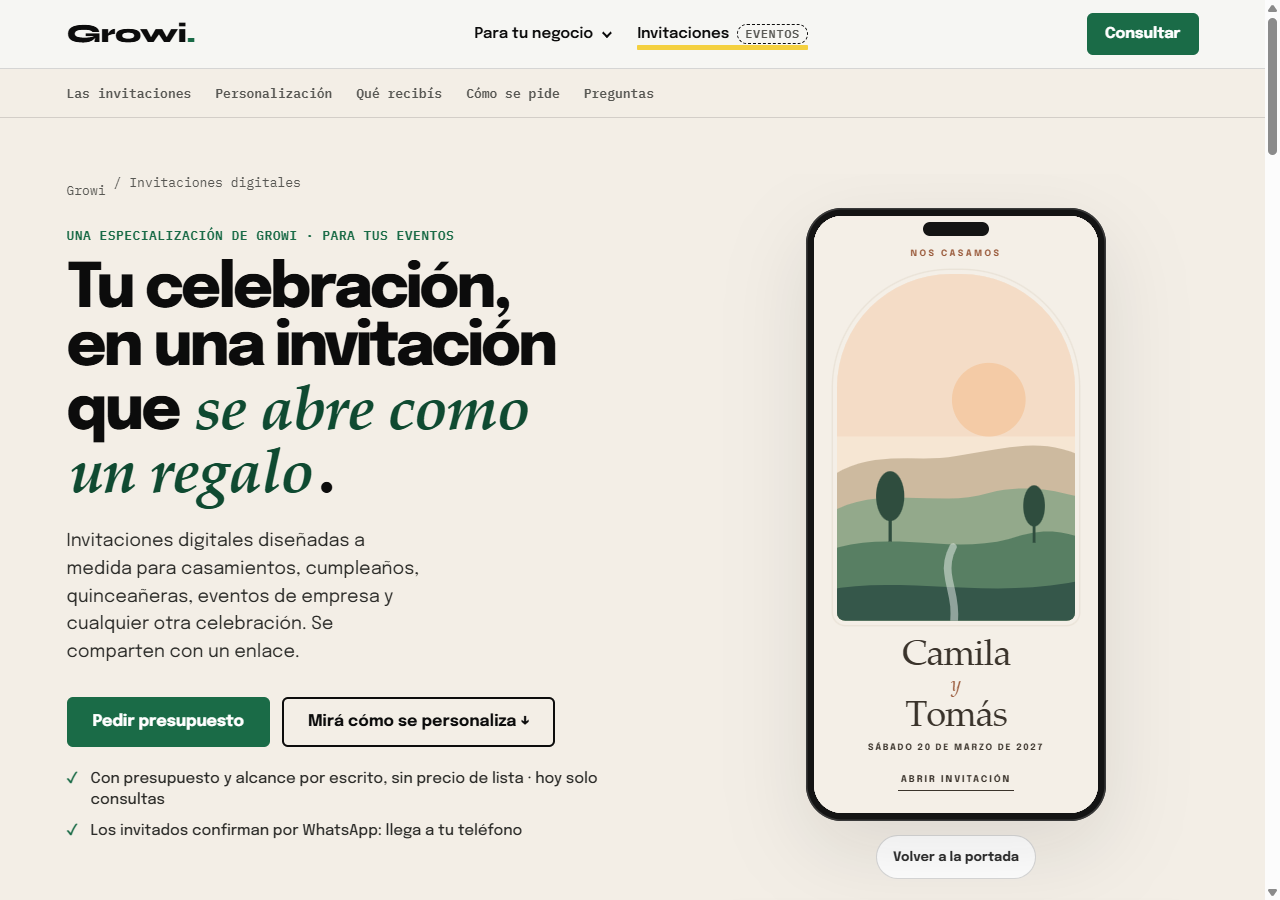 Growi.
Para tu negocio
Invitaciones EVENTOS
Consultar
Las invitaciones Personalización Qué recibís Cómo se pide Preguntas
Growi / Invitaciones digitales
UNA ESPECIALIZACIÓN DE GROWI · PARA TUS EVENTOS
Tu celebración,
en una invitación
que se abre como
un regalo.
Invitaciones digitales diseñadas a
medida para casamientos, cumpleaños,
quinceañeras, eventos de empresa y
cualquier otra celebración. Se
comparten con un enlace.
Pedir presupuesto
Mirá cómo se personaliza ↓
✓ Con presupuesto y alcance por escrito, sin precio de lista · hoy solo
consultas
✓ Los invitados confirman por WhatsApp: llega a tu teléfono
NOS CASAMOS
Camila
y
Tomás
SÁBADO 20 DE MARZO DE 2027
ABRIR INVITACIÓN
Volver a la portada